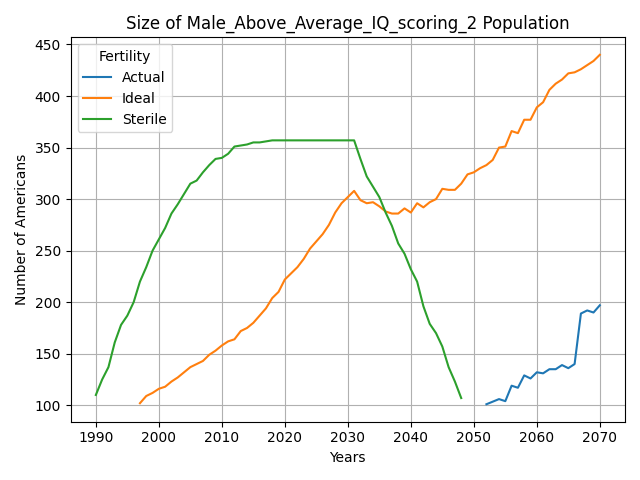 Size of Male_Above_Average_IQ_scoring_2 Population
Fertility
Actual
Ideal
Sterile
Number of Americans
450
400
350
300
250
200
150
100
1990 2000 2010 2020 2030 2040 2050 2060 2070
Years